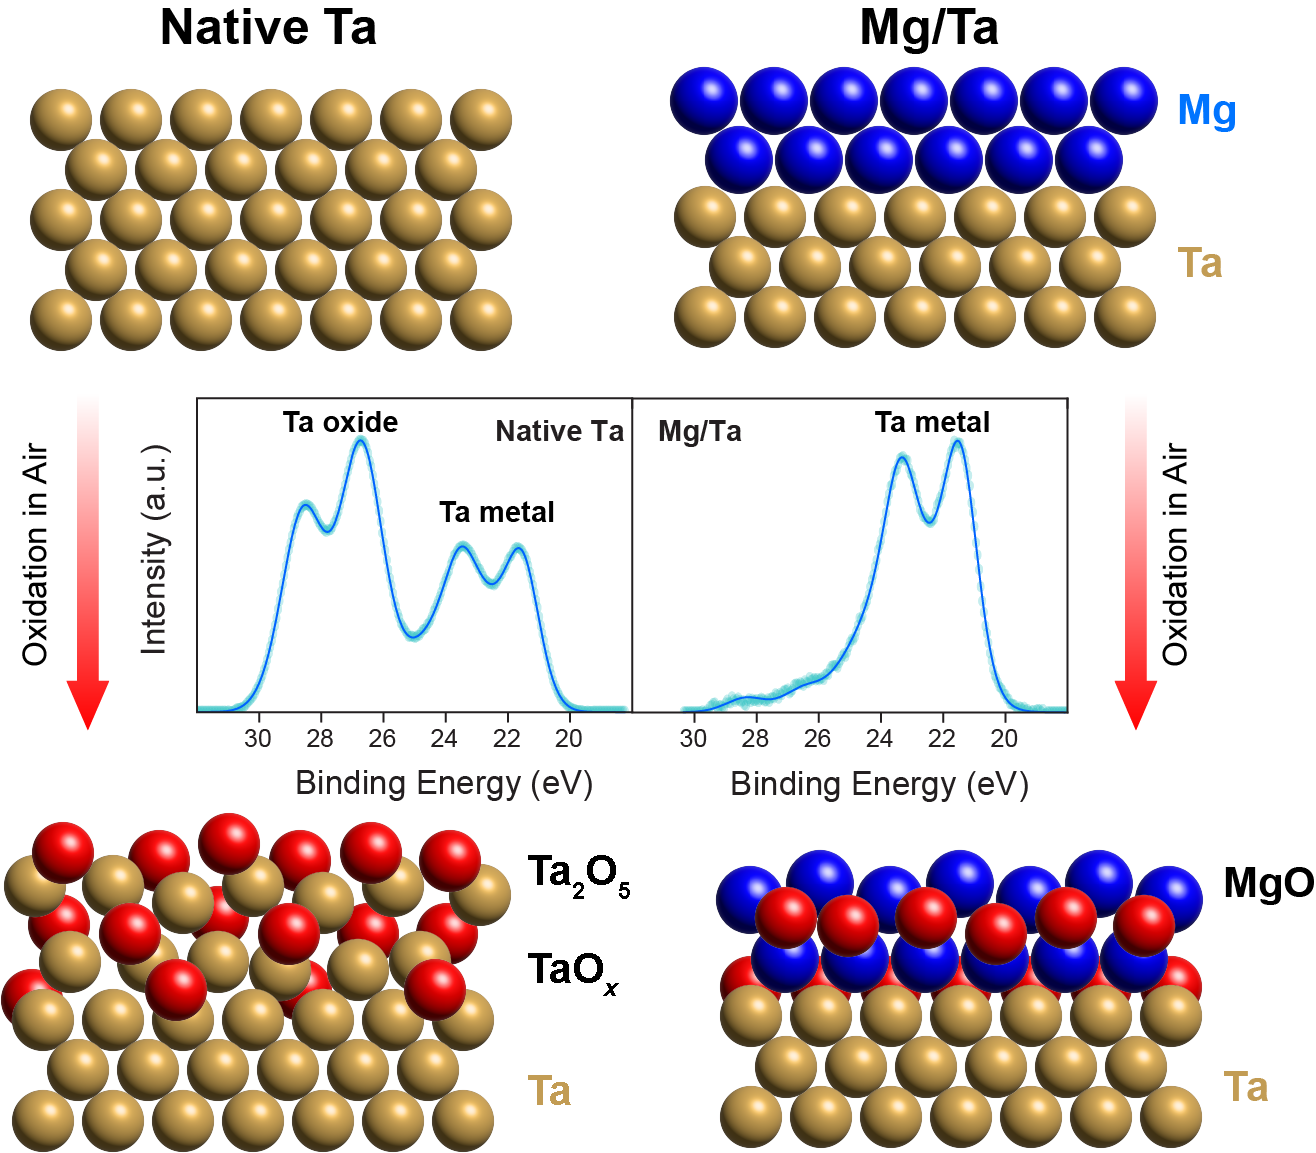 Native Ta
Mg/Ta
Mg
Ta
Oxidation in Air
Intensity (a.u.)
Ta oxide
Native Ta
Ta metal
Mg/Ta
Ta metal
Oxidation in Air
30 28 26 24 22 20
30 28 26 24 22 20
Binding Energy (eV)
Binding Energy (eV)
Ta₂O₅
TaOₓ
Ta
MgO
Ta